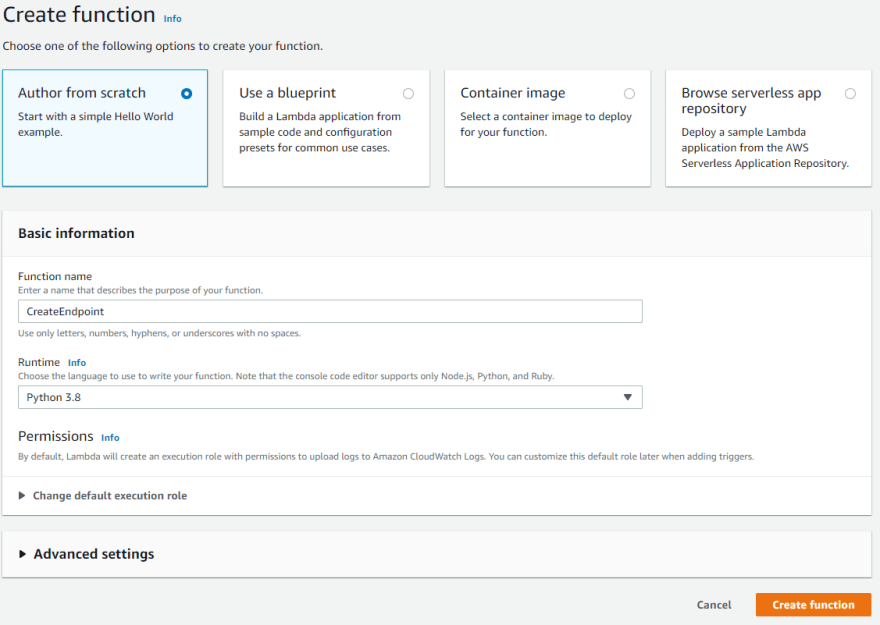 Create function Info
Choose one of the following options to create your function.
Author from scratch
Start with a simple Hello World
example.
Use a blueprint
Build a Lambda application from
sample code and configuration
presets for common use cases.
Container image
Select a container image to deploy
for your function.
Browse serverless app
repository
Deploy a sample Lambda
application from the AWS
Serverless Application Repository.
Basic information
Function name
Enter a name that describes the purpose of your function.
CreateEndpoint
Use only letters, numbers, hyphens, or underscores with no spaces.
Runtime Info
Choose the language to use to write your function. Note that the console code editor supports only Node.js, Python, and Ruby.
Python 3.8
Permissions Info
By default, Lambda will create an execution role with permissions to upload logs to Amazon CloudWatch Logs. You can customize this default role later when adding triggers.
Change default execution role
Advanced settings
Cancel
Create function